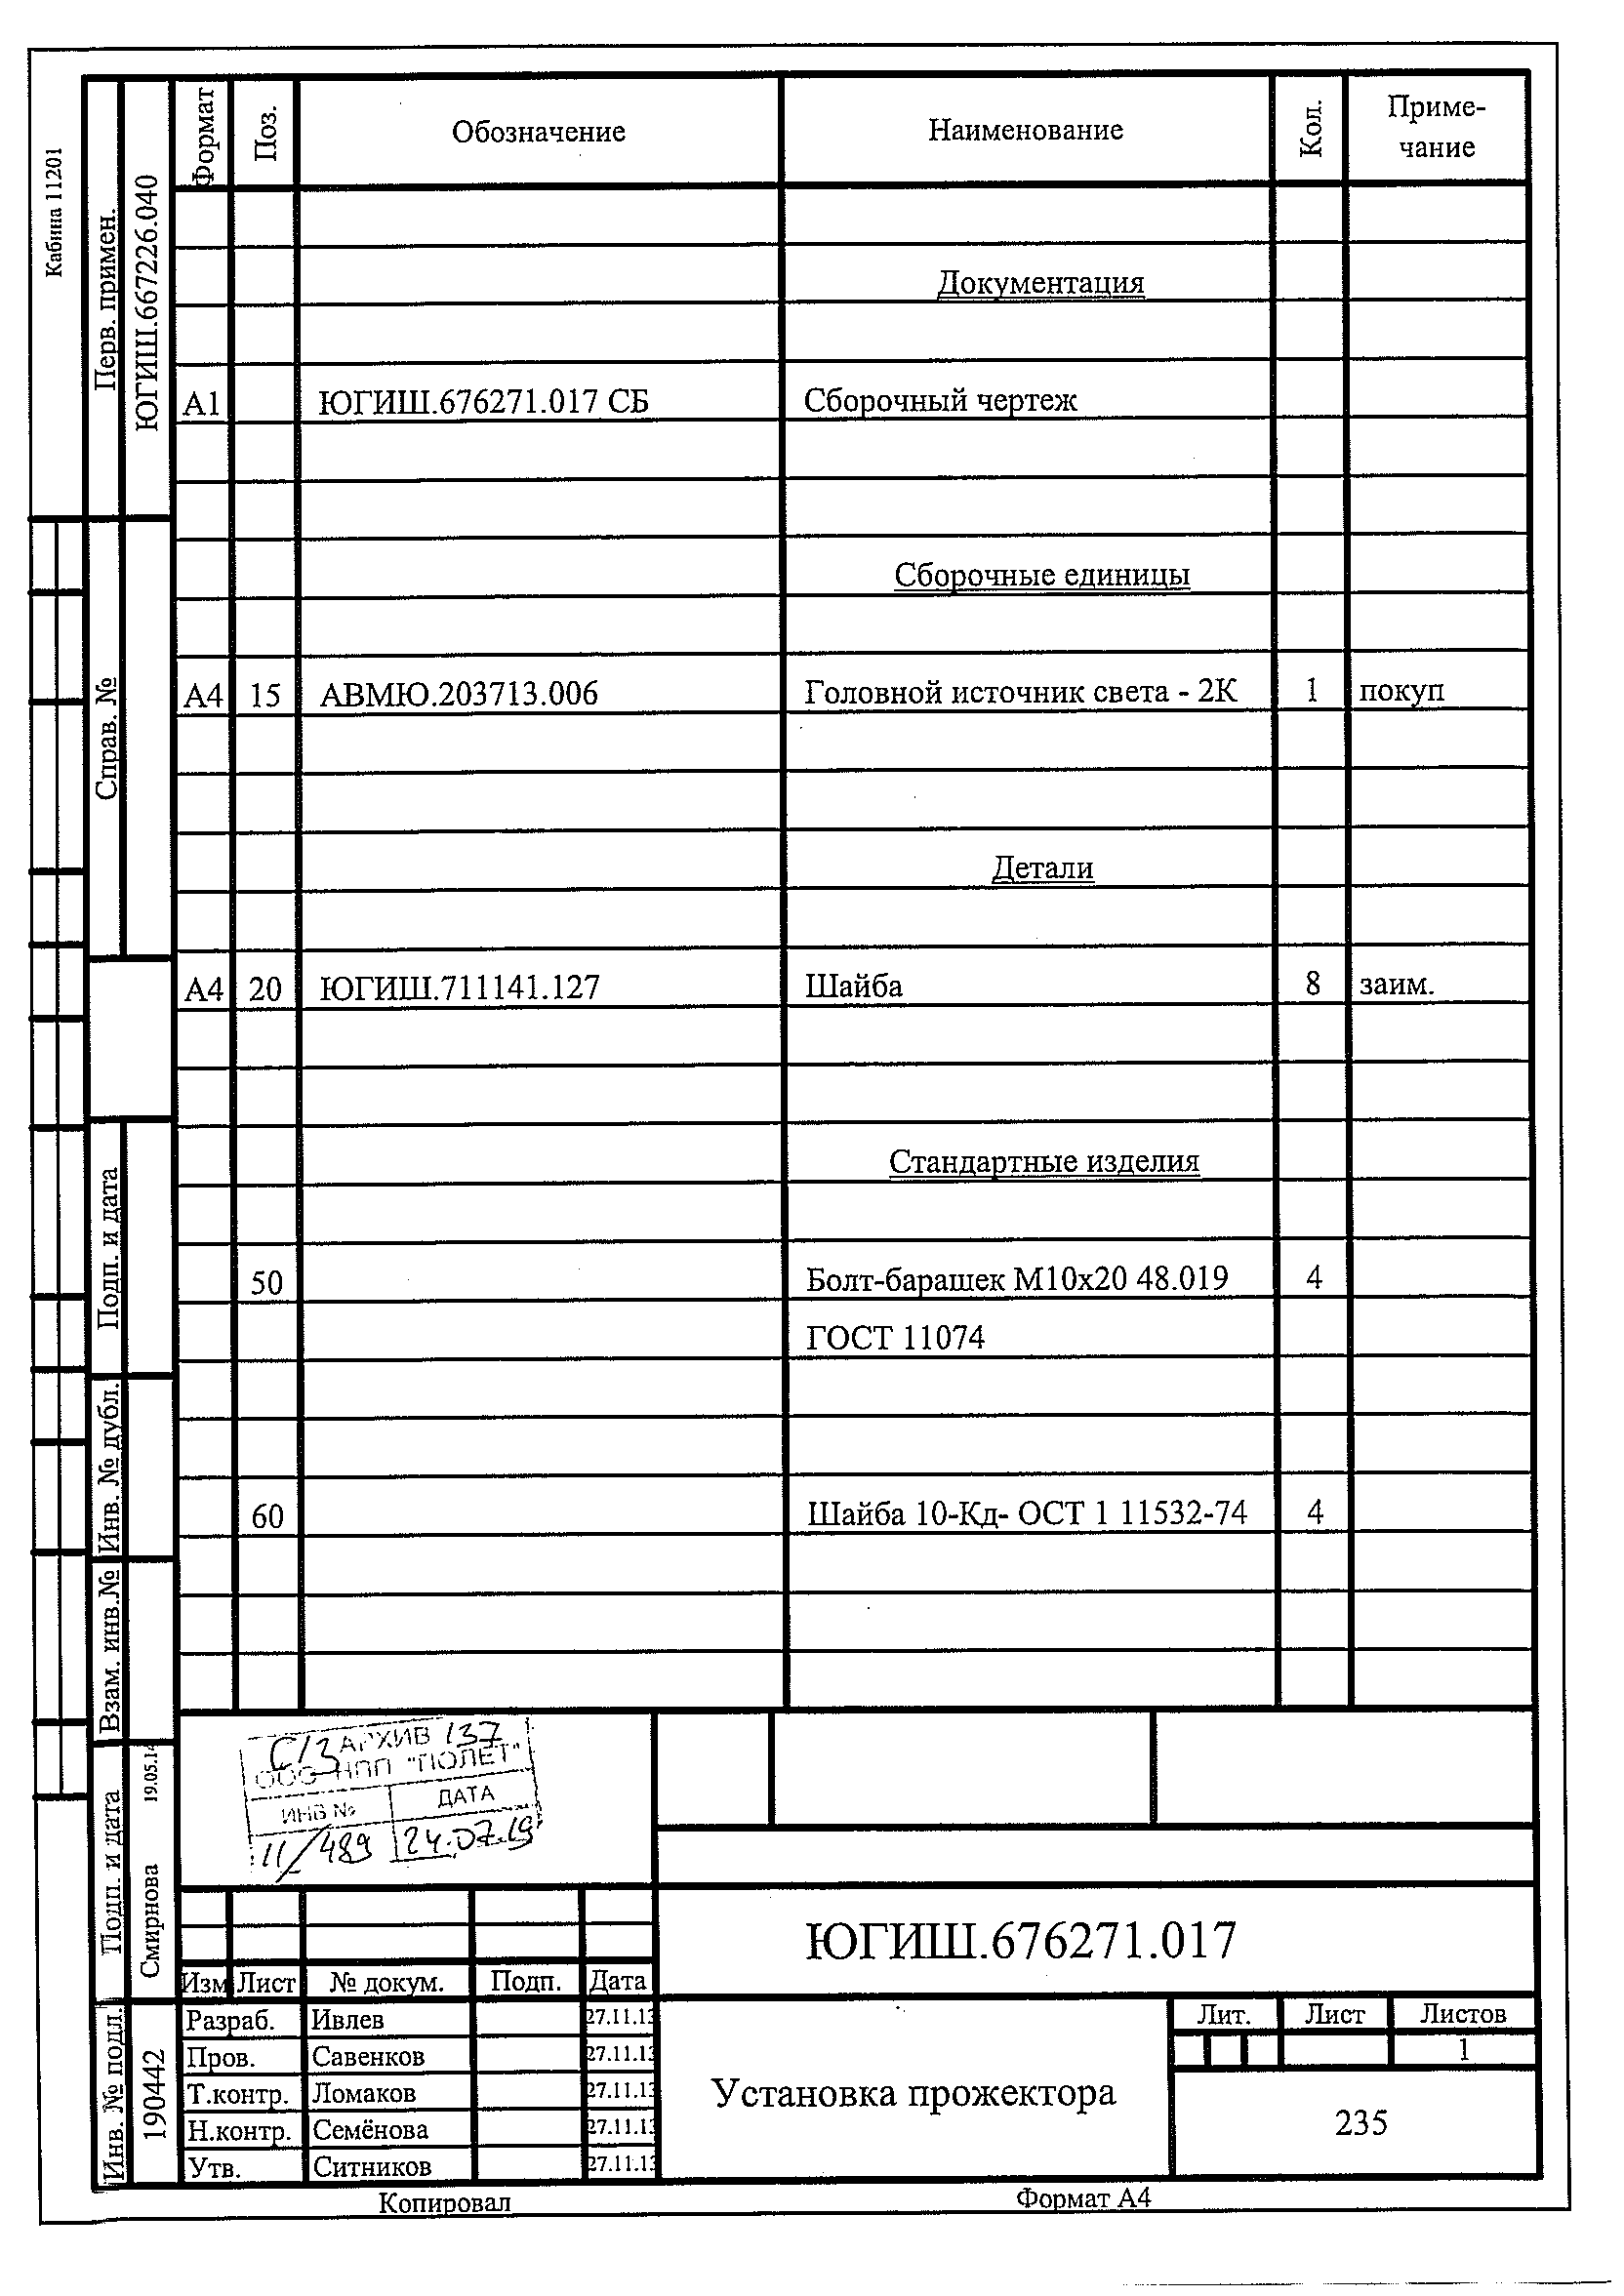 Кабина 11201
Перв. примен.
ЮГИШ.667226.040
Справ. №
Подп. и дата
Инв. № дубл.
Взам. инв.№
Подп. и дата
Смирнова 19.05.14
Инв. № подл.
190442
Формат Поз. Обозначение Наименование Кол. Приме-
чание
Документация
А1 ЮГИШ.676271.017 СБ Сборочный чертеж
Сборочные единицы
А4 15 АВМЮ.203713.006 Головной источник света - 2К 1 покуп
Детали
А4 20 ЮГИШ.711141.127 Шайба 8 заим.
Стандартные изделия
50 Болт-барашек М10х20 48.019 4
ГОСТ 11074
60 Шайба 10-Кд- ОСТ 1 11532-74 4
АРХИВ 137
ООО НПП "ПОЛЕТ"
ИНВ № ДАТА
11/489 24.07.19
ЮГИШ.676271.017
Изм Лист № докум. Подп. Дата
Разраб. Ивлев 27.11.13
Пров. Савенков 27.11.13
Т.контр. Ломаков 27.11.13
Н.контр. Семёнова 27.11.13
Утв. Ситников 27.11.13
Установка прожектора
Лит. Лист Листов
1
235
Копировал Формат А4